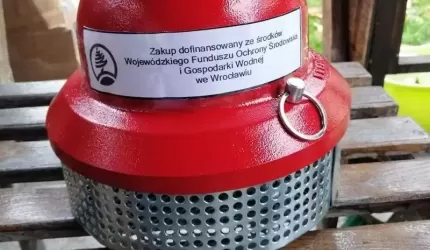 Zakup dofinansowany ze środków
Wojewódzkiego Funduszu Ochrony Środowiska
i Gospodarki Wodnej
we Wrocławiu